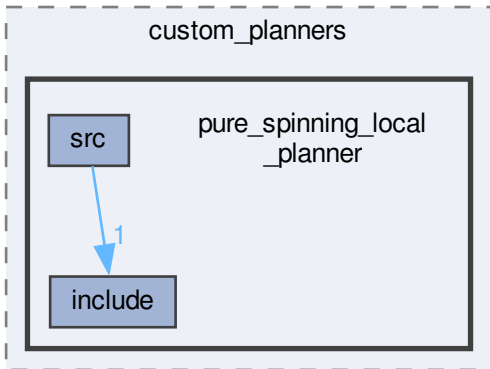 custom_planners
src
pure_spinning_local
_planner
1
include